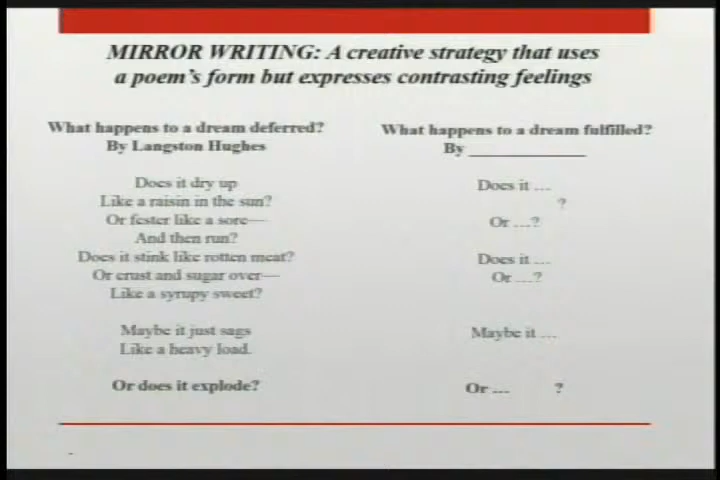 MIRROR WRITING: A creative strategy that uses
a poem's form but expresses contrasting feelings
What happens to a dream deferred?
By Langston Hughes
Does it dry up
Like a raisin in the sun?
Or fester like a sore—
And then run?
Does it stink like rotten meat?
Or crust and sugar over—
Like a syrupy sweet?
Maybe it just sags
Like a heavy load.
Or does it explode?
What happens to a dream fulfilled?
By ______________
Does it ...
?
Or ...?
Does it ...
Or ...?
Maybe it ...
Or ... ?